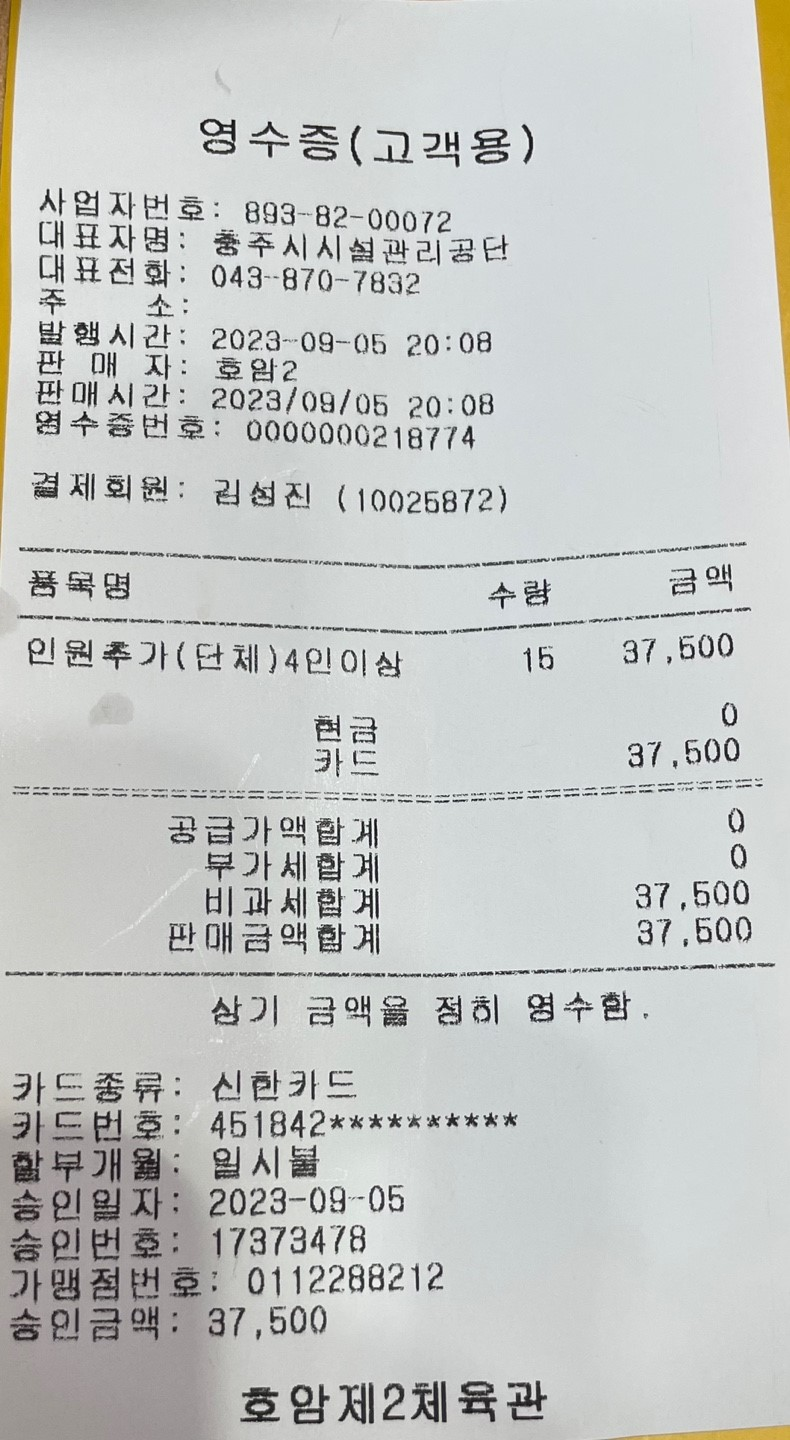 영수증(고객용)
사업자번호: 893-82-00072
대표자명: 충주시시설관리공단
대표전화: 043-870-7832
주 소:
발행시간: 2023-09-05 20:08
판 매 자: 호암2
판매시간: 2023/09/05 20:08
영수증번호: 0000000218774
결제회원: 김성진 (10025872)
품목명 수량 금액
인원추가(단체)4인이상 15 37,500
현금 0
카드 37,500
공급가액합계 0
부가세합계 0
비과세합계 37,500
판매금액합계 37,500
상기 금액을 정히 영수함.
카드종류: 신한카드
카드번호: 451842**********
할부개월: 일시불
승인일자: 2023-09-05
승인번호: 17373478
가맹점번호: 0112288212
승인금액: 37,500
호암제2체육관